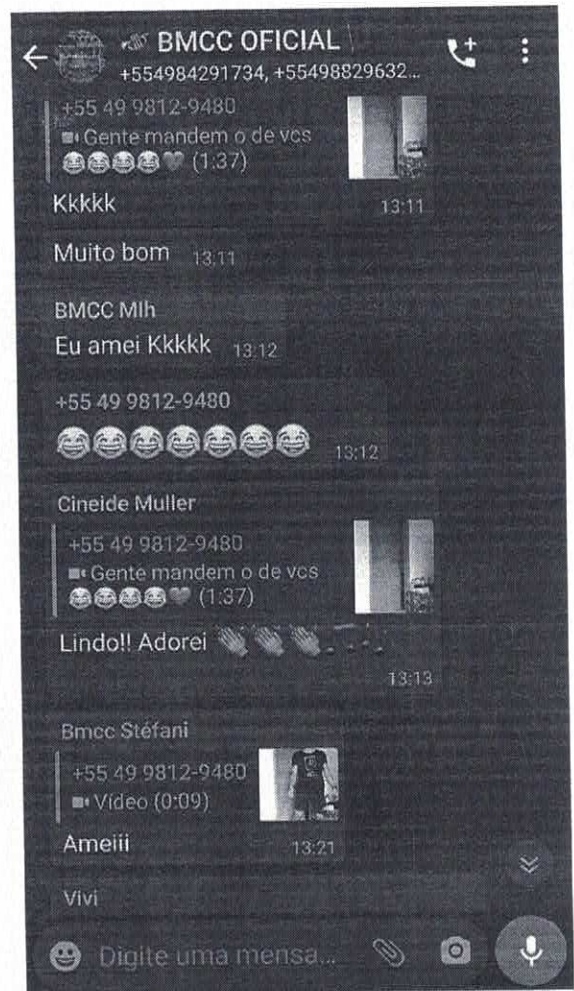 BMCC OFICIAL
+554984291734, +55498829632...
+55 49 9812-9480
Gente mandem o de vcs
😂😂😂😂❤️ (1:37)
Kkkkk 13:11
Muito bom 13:11
BMCC Mlh
Eu amei Kkkkk 13:12
+55 49 9812-9480
😂😂😂😂😂😂😂 13:12
Cineide Muller
+55 49 9812-9480
Gente mandem o de vcs
😂😂😂😂❤️ (1:37)
Lindo!! Adorei 👏👏👏
13:13
Bmcc Stéfani
+55 49 9812-9480
Vídeo (0:09)
Ameiii 13:21
Vivi
Digite uma mensa...